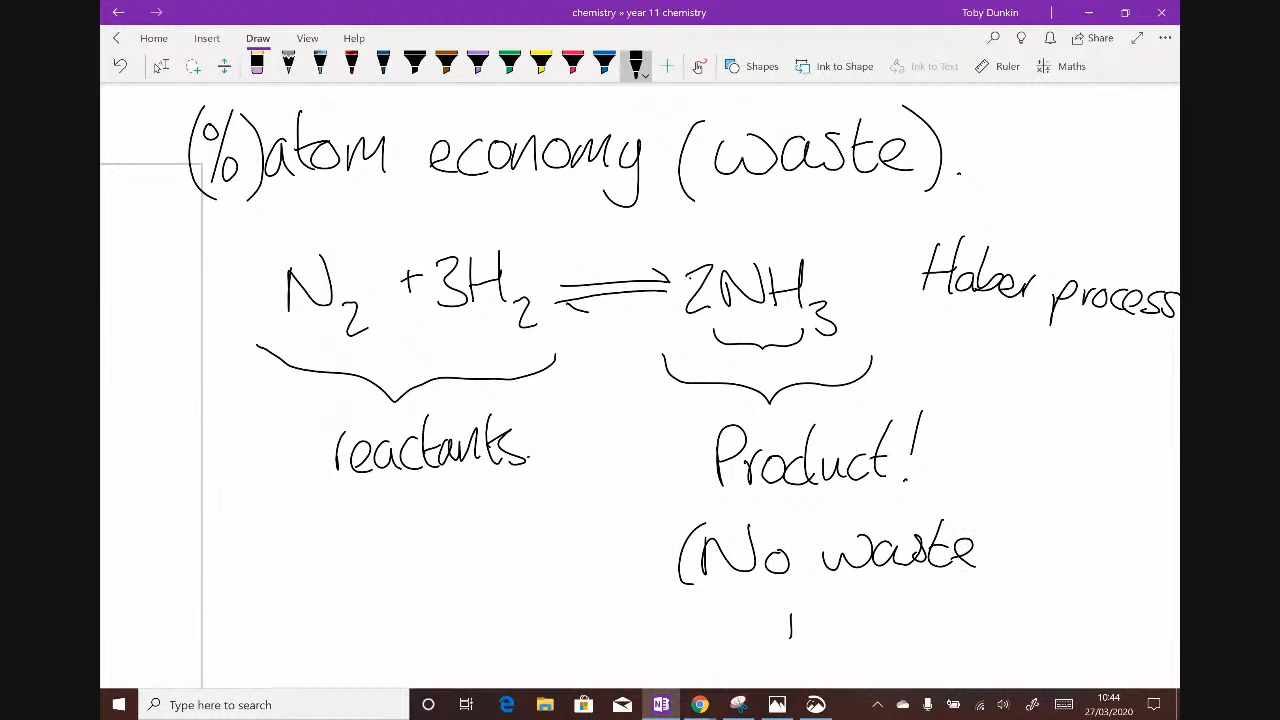 chemistry » year 11 chemistry
Toby Dunkin
Home Insert Draw View Help
Share
Shapes Ink to Shape Ink to Text Ruler Maths
(%)atom economy (waste).
N₂ +3H₂ ⇌ 2NH₃ Haber process
reactants. Product!
(No waste
Type here to search
10:44
27/03/2020